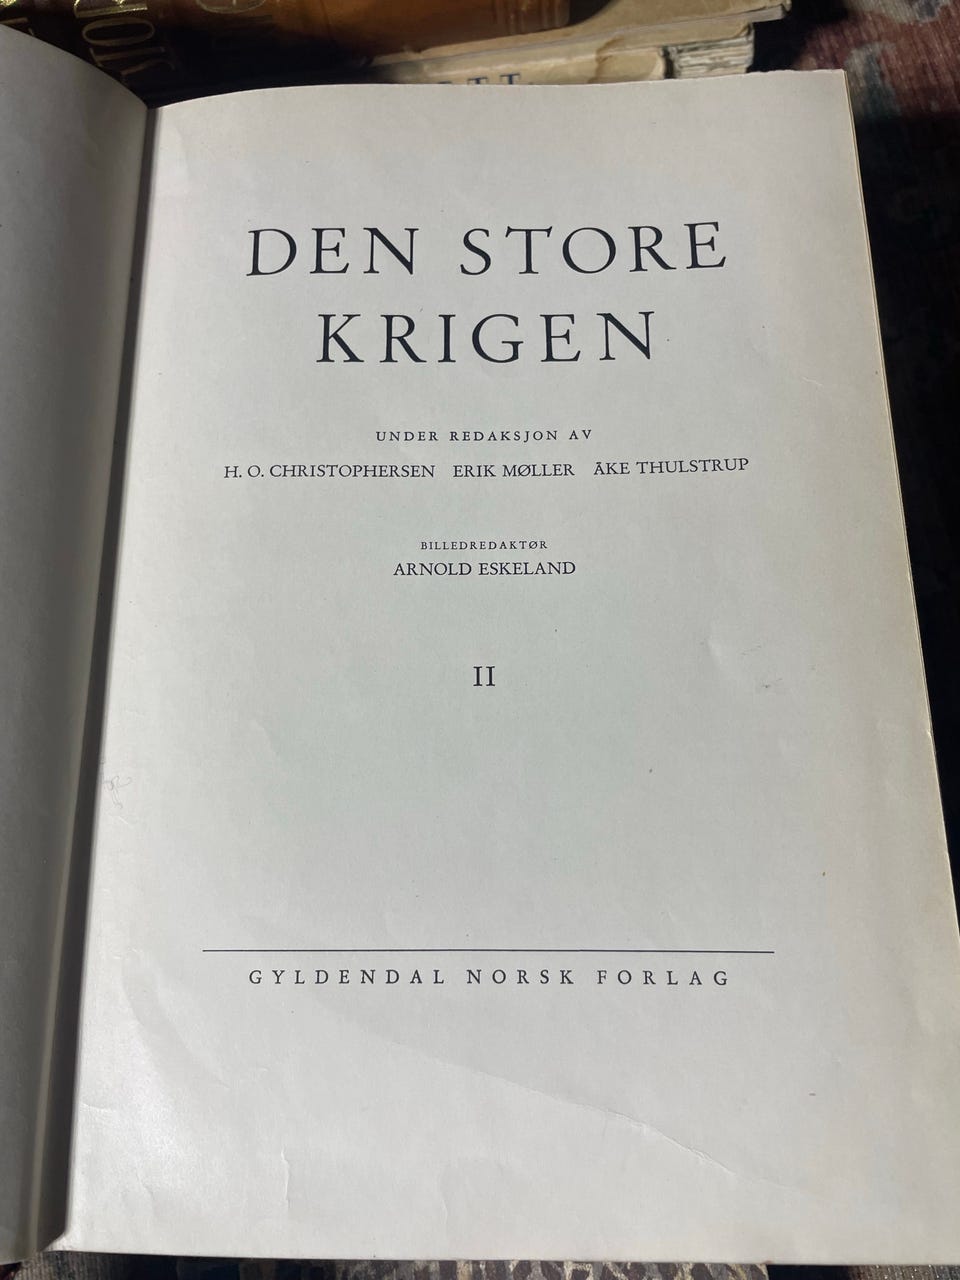 DEN STORE
KRIGEN
UNDER REDAKSJON AV
H. O. CHRISTOPHERSEN ERIK MØLLER ÅKE THULSTRUP
BILLEDREDAKTØR
ARNOLD ESKELAND
II
GYLDENDAL NORSK FORLAG